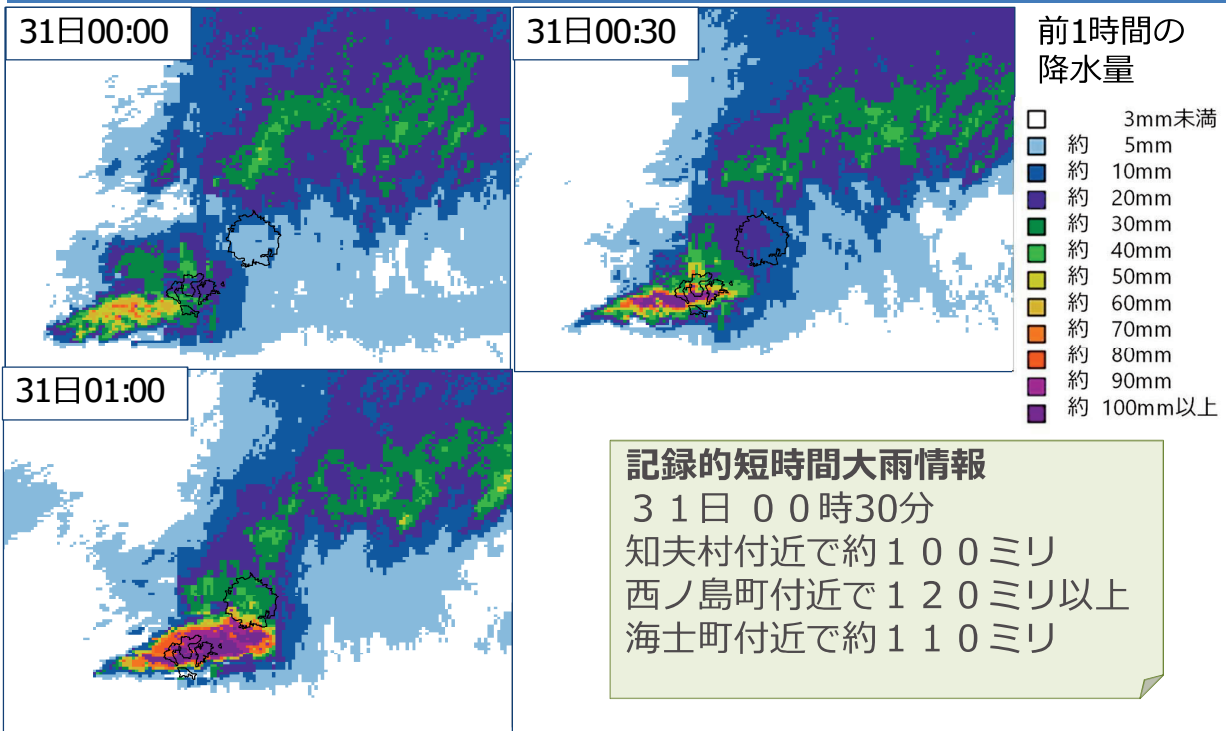 31日00:00
31日00:30
前1時間の
降水量
3mm未満
約 5mm
約 10mm
約 20mm
約 30mm
約 40mm
約 50mm
約 60mm
約 70mm
約 80mm
約 90mm
約 100mm以上
31日01:00
記録的短時間大雨情報
３１日 ００時30分
知夫村付近で約１００ミリ
西ノ島町付近で１２０ミリ以上
海士町付近で約１１０ミリ